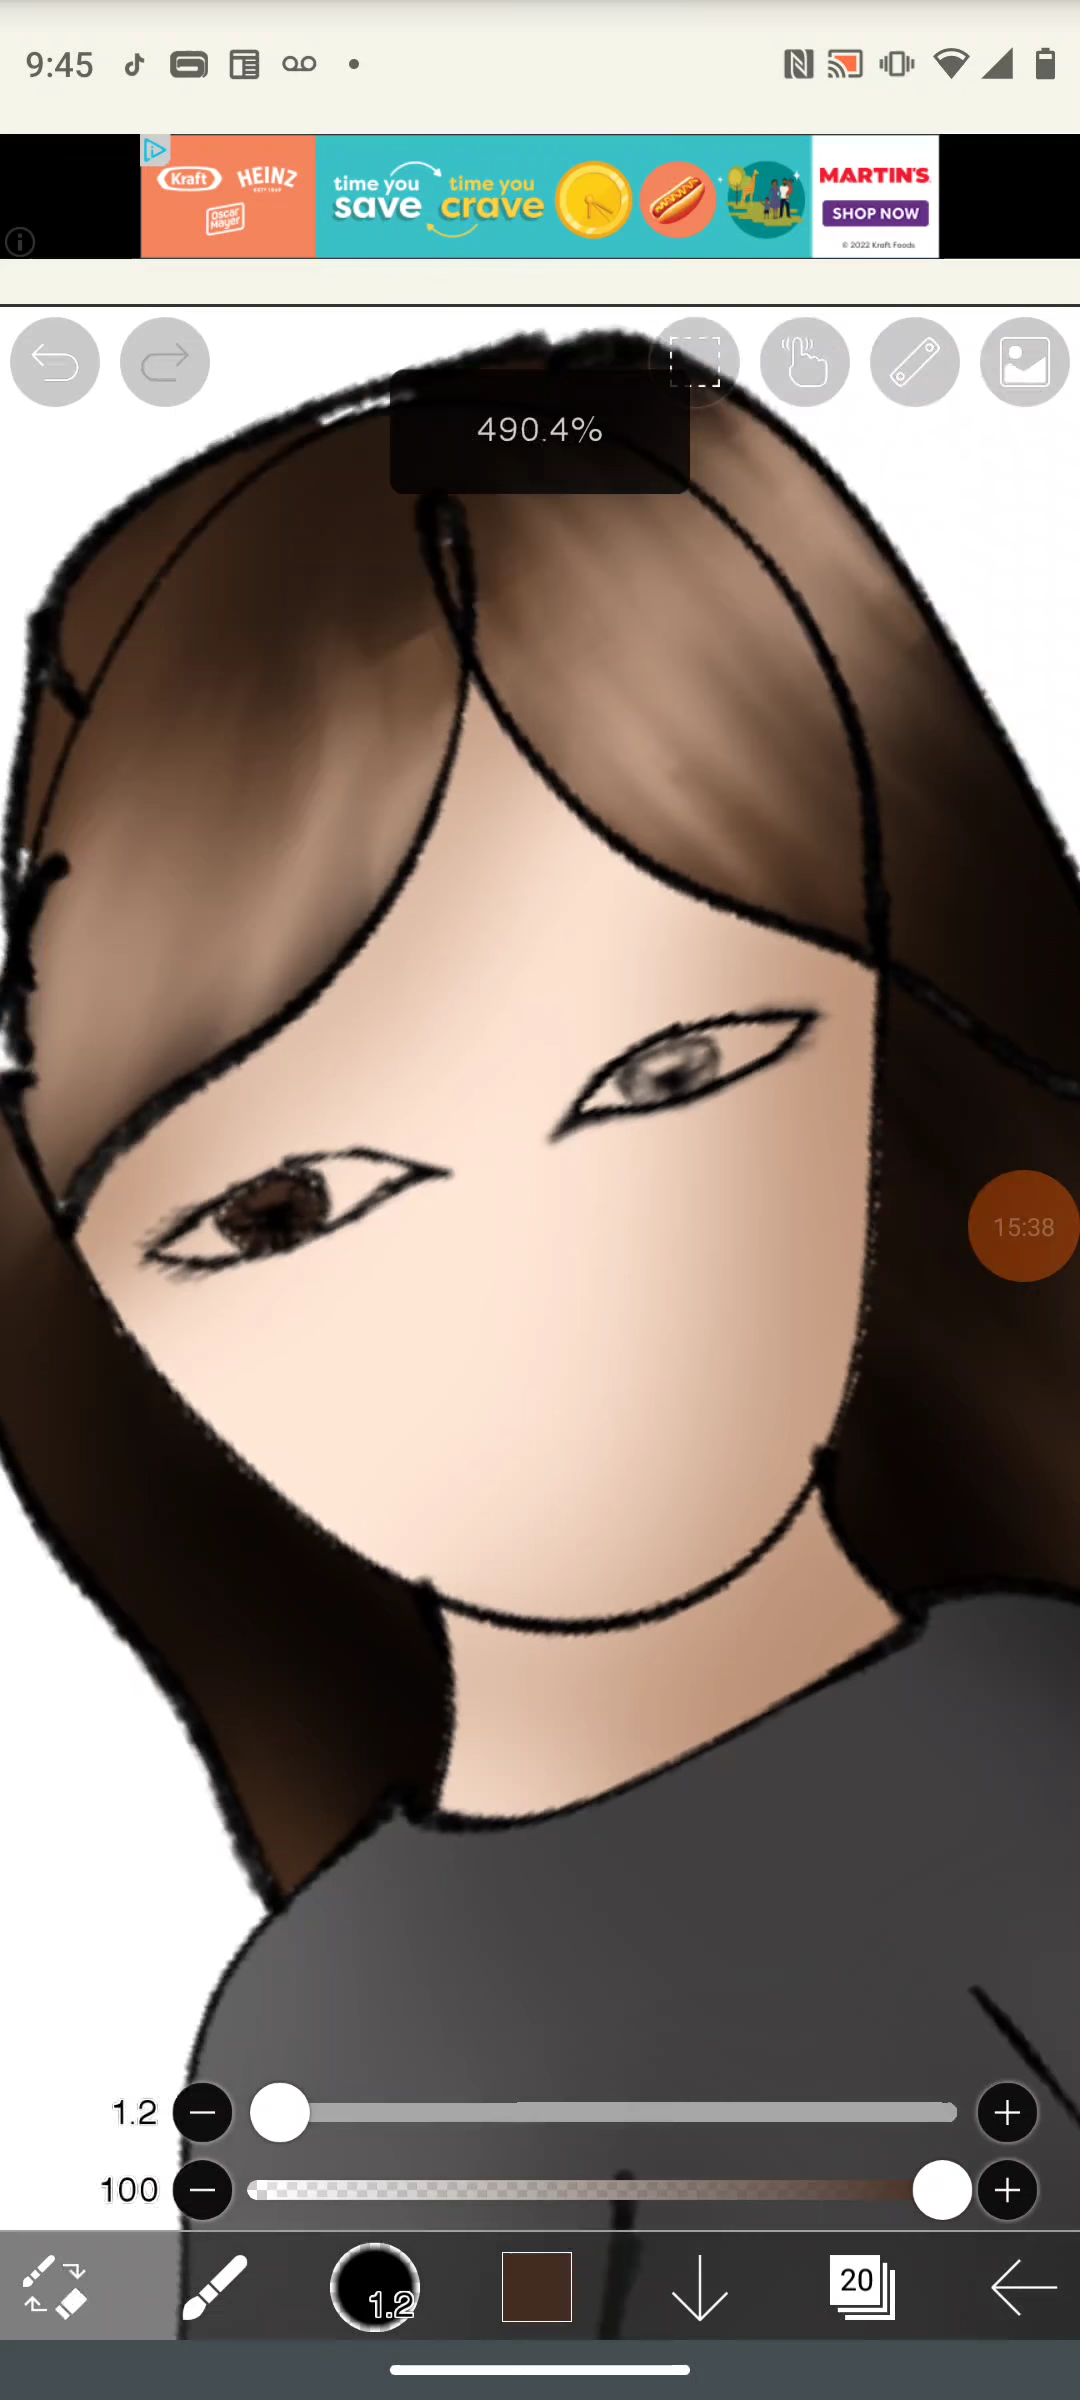 9:45
Kraft HEINZ
Oscar Mayer
time you save
time you crave
MARTIN'S
SHOP NOW
© 2022 Kraft Foods
490.4%
15:38
1.2
100
1.2
20